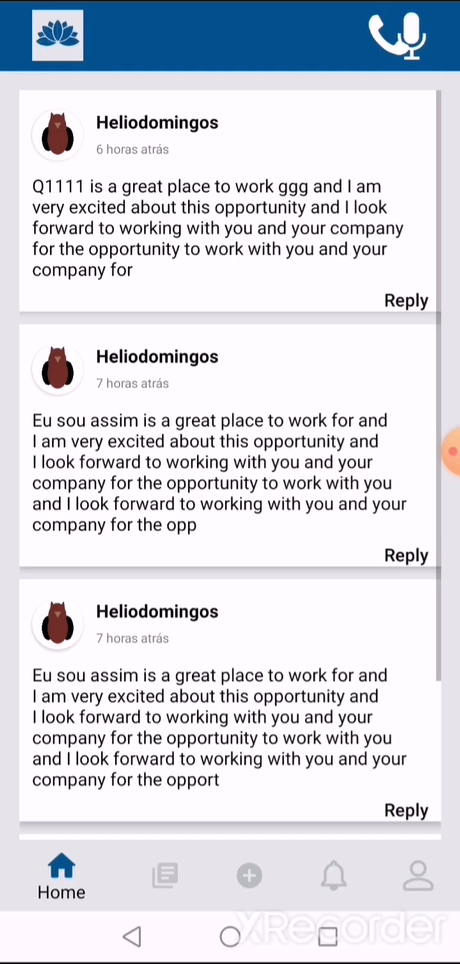 Heliodomingos
6 horas atrás
Q1111 is a great place to work ggg and I am
very excited about this opportunity and I look
forward to working with you and your company
for the opportunity to work with you and your
company for
Reply
Heliodomingos
7 horas atrás
Eu sou assim is a great place to work for and
I am very excited about this opportunity and
I look forward to working with you and your
company for the opportunity to work with you
and I look forward to working with you and your
company for the opp
Reply
Heliodomingos
7 horas atrás
Eu sou assim is a great place to work for and
I am very excited about this opportunity and
I look forward to working with you and your
company for the opportunity to work with you
and I look forward to working with you and your
company for the opport
Reply
Home
XRecorder